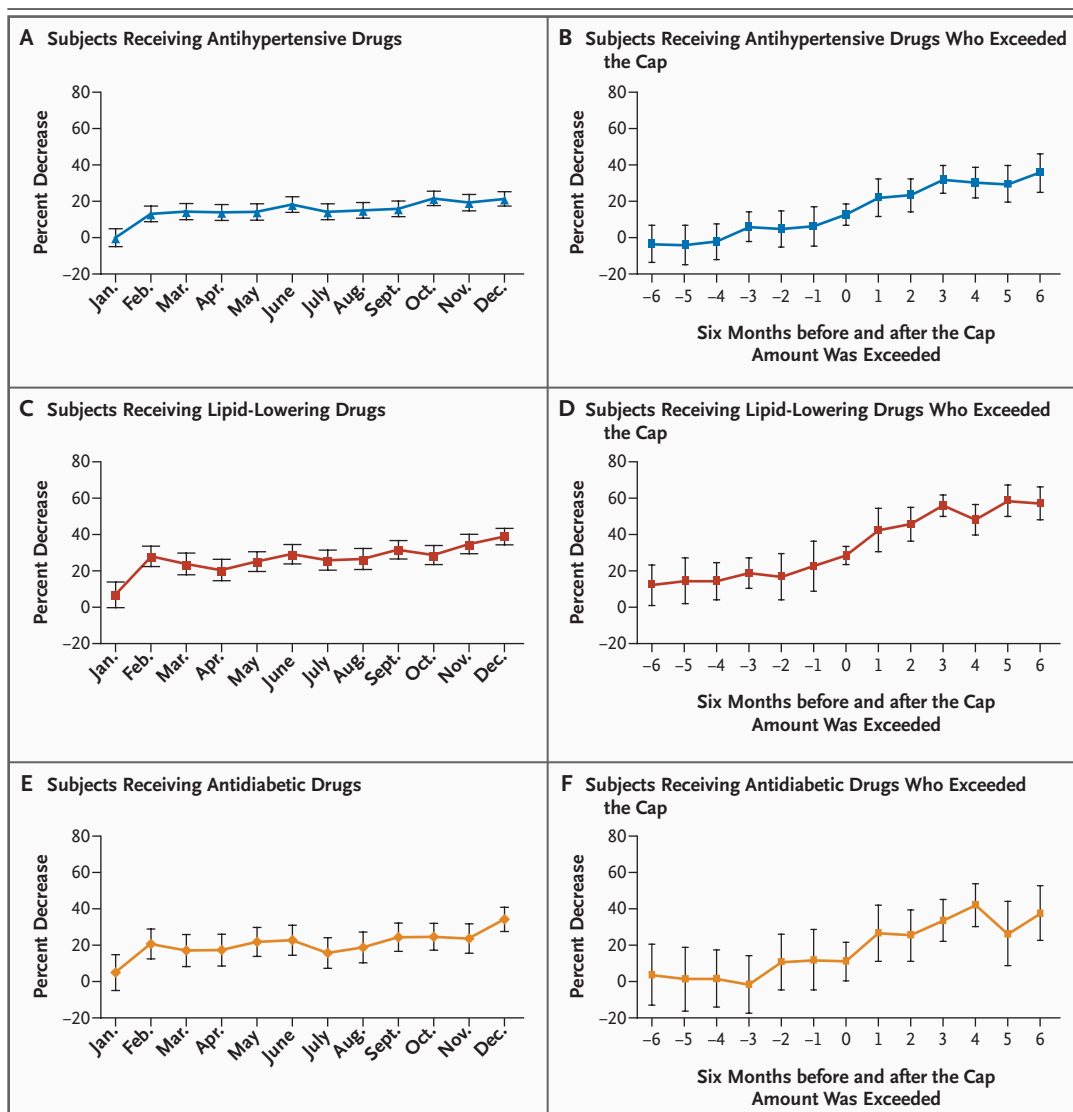 A Subjects Receiving Antihypertensive Drugs
Percent Decrease
80
60
40
20
0
–20
Jan.
Feb.
Mar.
Apr.
May
June
July
Aug.
Sept.
Oct.
Nov.
Dec.
B Subjects Receiving Antihypertensive Drugs Who Exceeded
the Cap
Percent Decrease
80
60
40
20
0
–20
–6 –5 –4 –3 –2 –1 0 1 2 3 4 5 6
Six Months before and after the Cap
Amount Was Exceeded
C Subjects Receiving Lipid-Lowering Drugs
Percent Decrease
80
60
40
20
0
–20
Jan.
Feb.
Mar.
Apr.
May
June
July
Aug.
Sept.
Oct.
Nov.
Dec.
D Subjects Receiving Lipid-Lowering Drugs Who Exceeded
the Cap
Percent Decrease
80
60
40
20
0
–20
–6 –5 –4 –3 –2 –1 0 1 2 3 4 5 6
Six Months before and after the Cap
Amount Was Exceeded
E Subjects Receiving Antidiabetic Drugs
Percent Decrease
80
60
40
20
0
–20
Jan.
Feb.
Mar.
Apr.
May
June
July
Aug.
Sept.
Oct.
Nov.
Dec.
F Subjects Receiving Antidiabetic Drugs Who Exceeded
the Cap
Percent Decrease
80
60
40
20
0
–20
–6 –5 –4 –3 –2 –1 0 1 2 3 4 5 6
Six Months before and after the Cap
Amount Was Exceeded